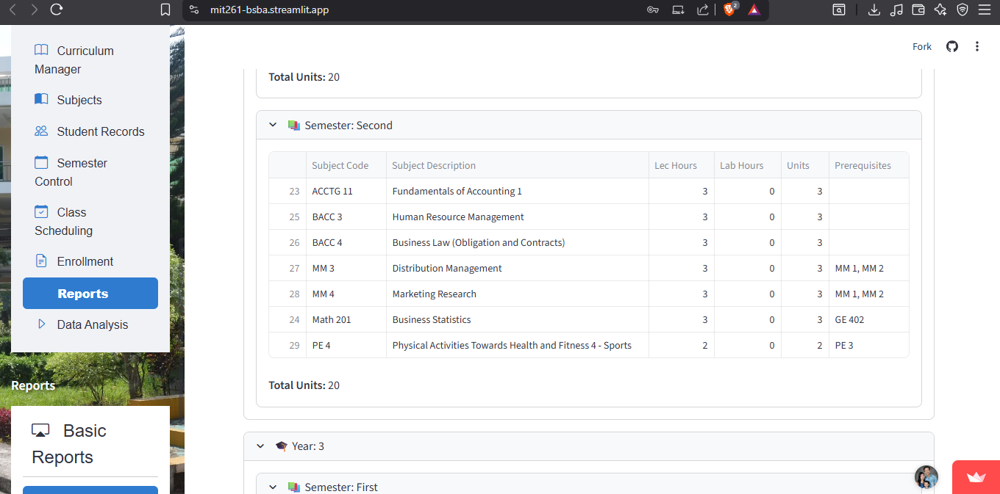 mit261-bsba.streamlit.app
2
Curriculum
Manager
Subjects
Student Records
Semester
Control
Class
Scheduling
Enrollment
Reports
Data Analysis
Reports
Basic
Reports
Fork
Total Units: 20
Semester: Second
Subject Code Subject Description Lec Hours Lab Hours Units Prerequisites
23 ACCTG 11 Fundamentals of Accounting 1 3 0 3
25 BACC 3 Human Resource Management 3 0 3
26 BACC 4 Business Law (Obligation and Contracts) 3 0 3
27 MM 3 Distribution Management 3 0 3 MM 1, MM 2
28 MM 4 Marketing Research 3 0 3 MM 1, MM 2
24 Math 201 Business Statistics 3 0 3 GE 402
29 PE 4 Physical Activities Towards Health and Fitness 4 - Sports 2 0 2 PE 3
Total Units: 20
Year: 3
Semester: First